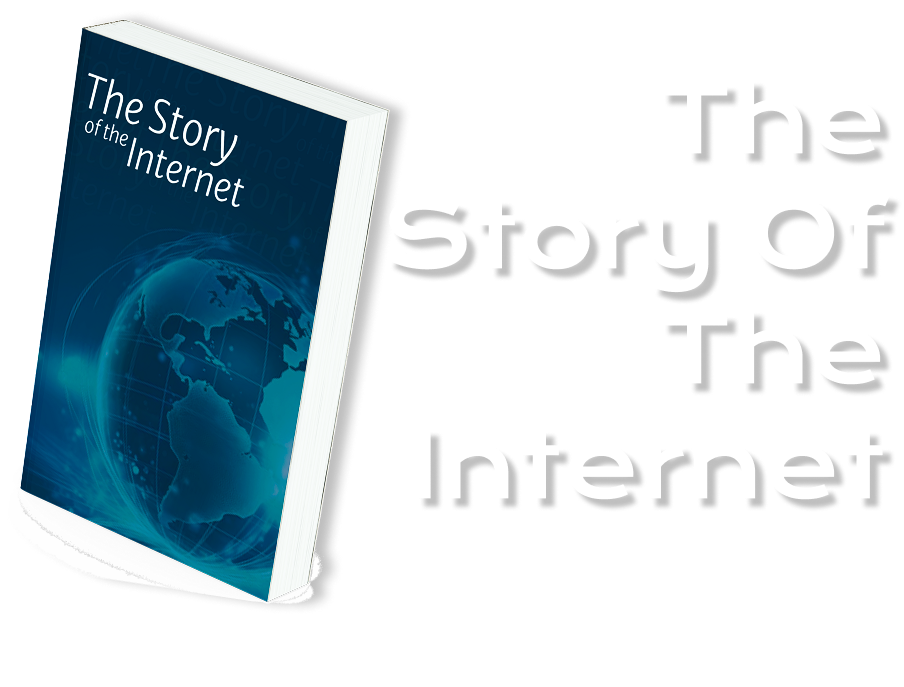 The Story
of the
Internet
The
Story Of
The
Internet